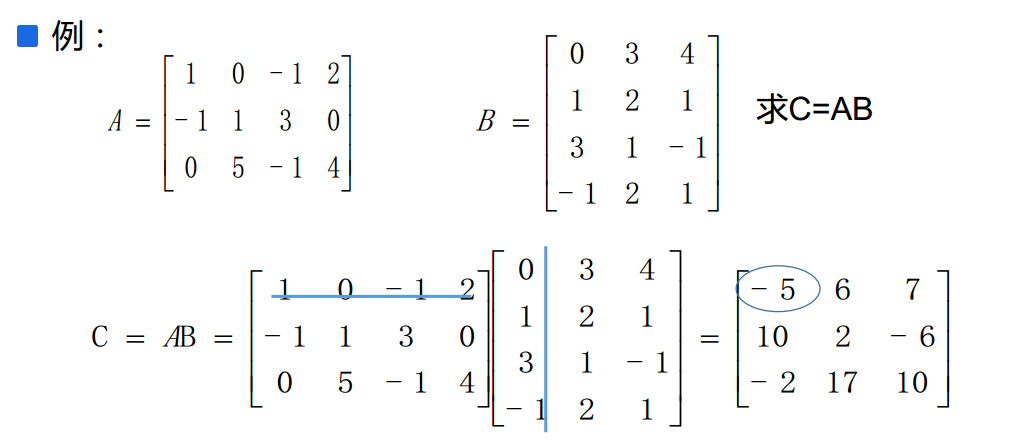 例：
A = [ 1 0 -1 2 ; -1 1 3 0 ; 0 5 -1 4 ]
B = [ 0 3 4 ; 1 2 1 ; 3 1 -1 ; -1 2 1 ]
求C=AB
C = AB = [ 1 0 -1 2 ; -1 1 3 0 ; 0 5 -1 4 ] [ 0 3 4 ; 1 2 1 ; 3 1 -1 ; -1 2 1 ] = [ -5 6 7 ; 10 2 -6 ; -2 17 10 ]